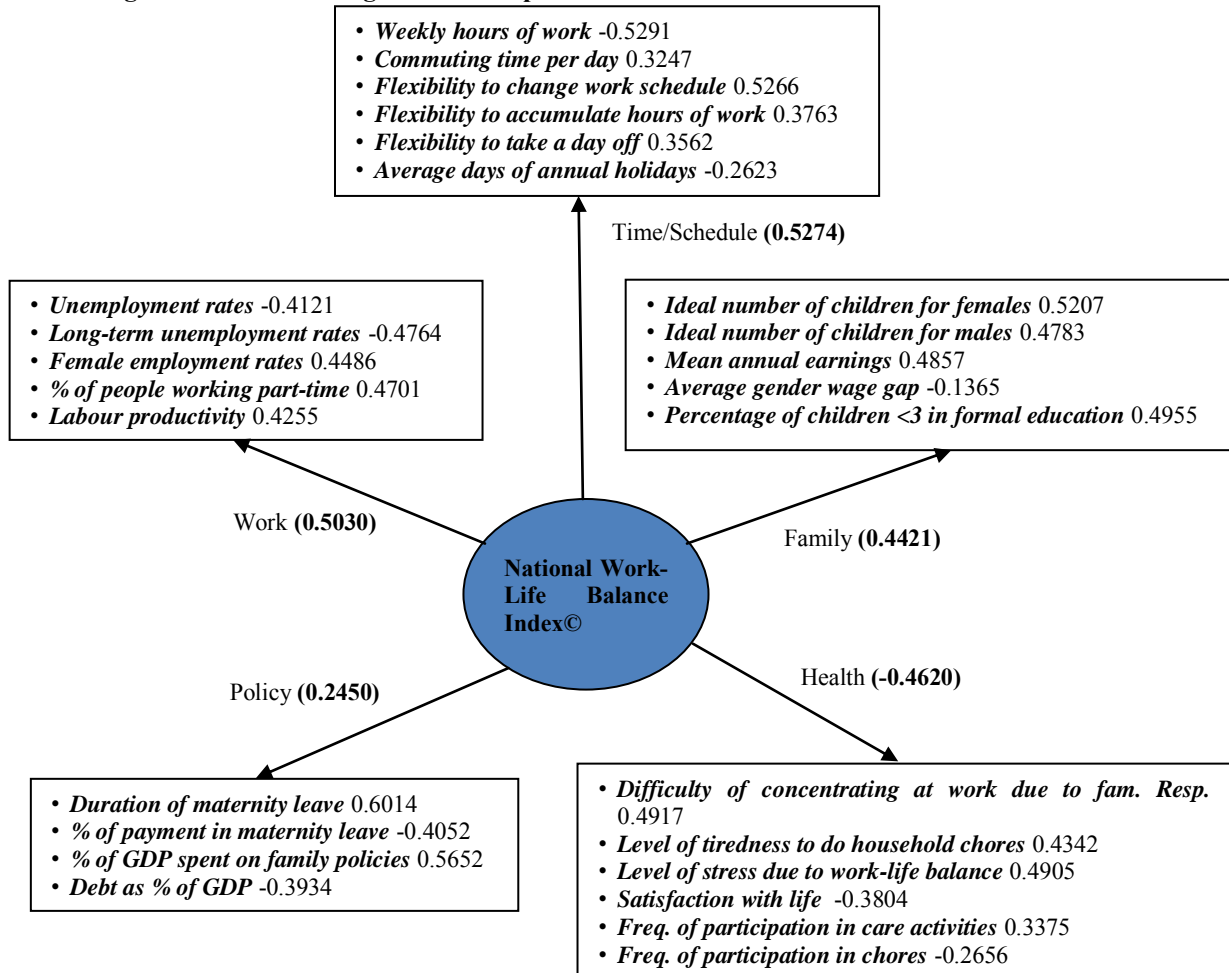 • Weekly hours of work -0.5291
• Commuting time per day 0.3247
• Flexibility to change work schedule 0.5266
• Flexibility to accumulate hours of work 0.3763
• Flexibility to take a day off 0.3562
• Average days of annual holidays -0.2623
Time/Schedule (0.5274)
• Unemployment rates -0.4121
• Long-term unemployment rates -0.4764
• Female employment rates 0.4486
• % of people working part-time 0.4701
• Labour productivity 0.4255
• Ideal number of children for females 0.5207
• Ideal number of children for males 0.4783
• Mean annual earnings 0.4857
• Average gender wage gap -0.1365
• Percentage of children <3 in formal education 0.4955
Work (0.5030)
Family (0.4421)
National Work-
Life Balance
Index©
Policy (0.2450)
Health (-0.4620)
• Duration of maternity leave 0.6014
• % of payment in maternity leave -0.4052
• % of GDP spent on family policies 0.5652
• Debt as % of GDP -0.3934
• Difficulty of concentrating at work due to fam. Resp.
0.4917
• Level of tiredness to do household chores 0.4342
• Level of stress due to work-life balance 0.4905
• Satisfaction with life -0.3804
• Freq. of participation in care activities 0.3375
• Freq. of participation in chores -0.2656